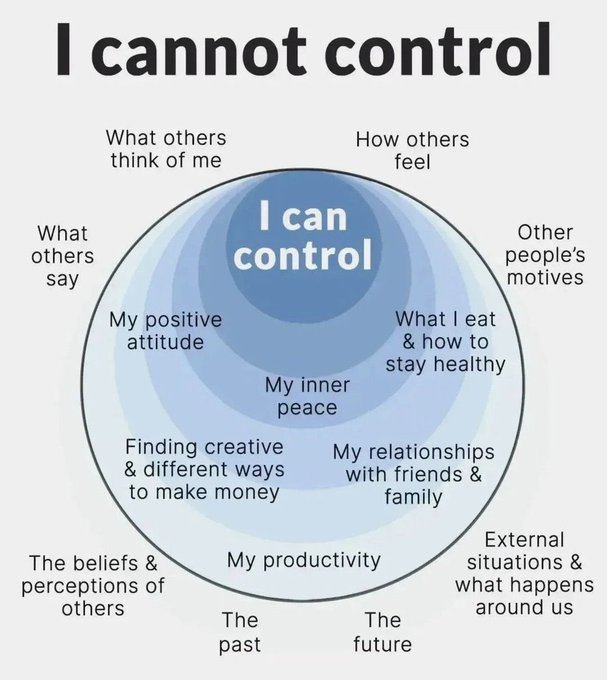 I cannot control
What others
think of me
How others
feel
What
others
say
I can
control
Other
people's
motives
My positive
attitude
What I eat
& how to
stay healthy
My inner
peace
Finding creative
& different ways
to make money
My relationships
with friends &
family
The beliefs &
perceptions of
others
My productivity
External
situations &
what happens
around us
The
past
The
future